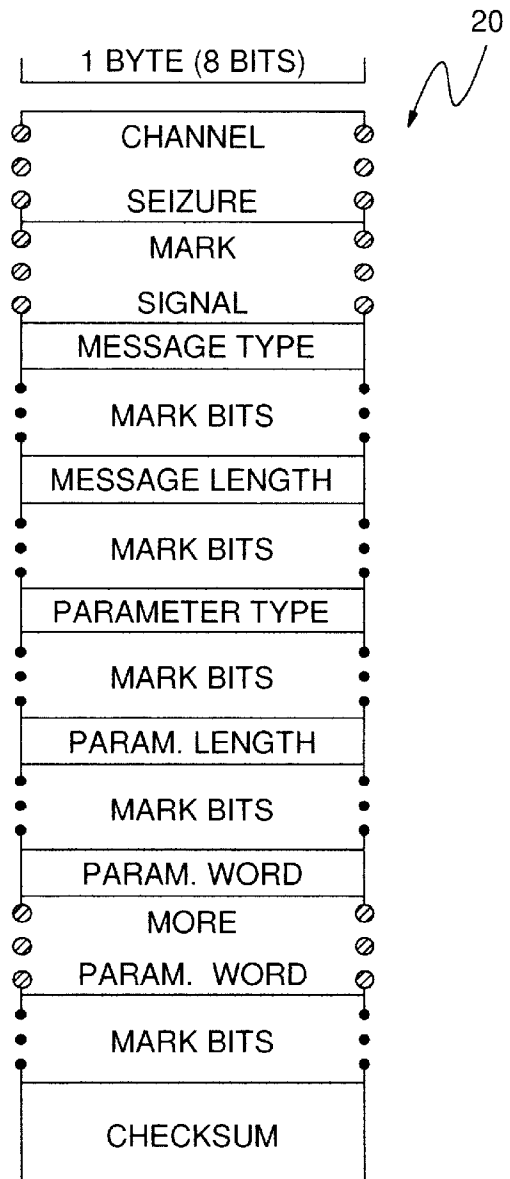 20
1 BYTE (8 BITS)
CHANNEL
SEIZURE
MARK
SIGNAL
MESSAGE TYPE
MARK BITS
MESSAGE LENGTH
MARK BITS
PARAMETER TYPE
MARK BITS
PARAM. LENGTH
MARK BITS
PARAM. WORD
MORE
PARAM. WORD
MARK BITS
CHECKSUM